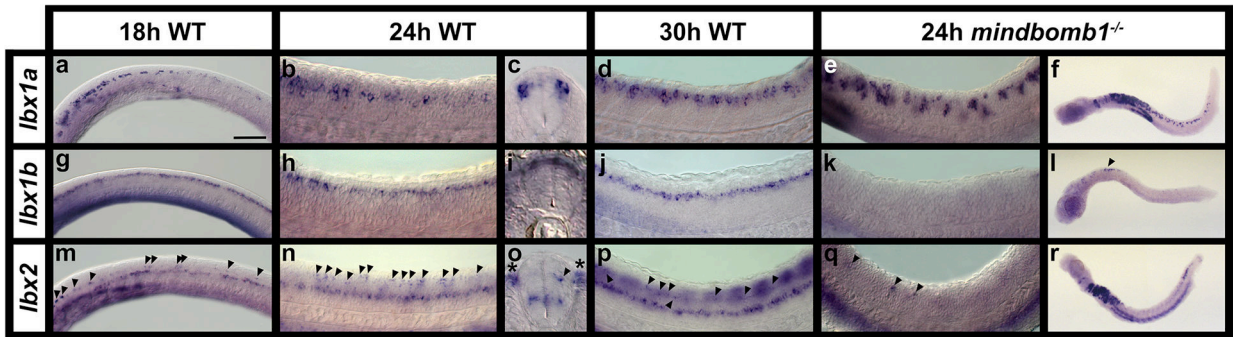 18h WT 24h WT 30h WT 24h mindbomb1-/-
lbx1a a b c d e f
lbx1b g h i j k l
lbx2 m n o p q r
* *